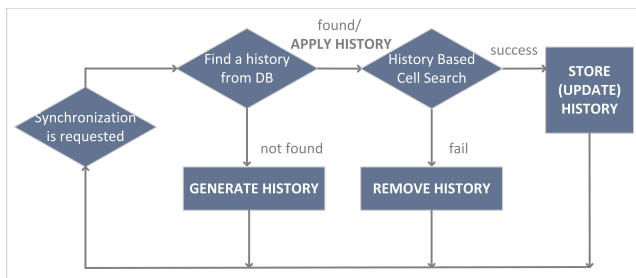 found/
APPLY HISTORY
Find a history
from DB
History Based
Cell Search
success
STORE
(UPDATE)
HISTORY
Synchronization
is requested
not found
fail
GENERATE HISTORY
REMOVE HISTORY